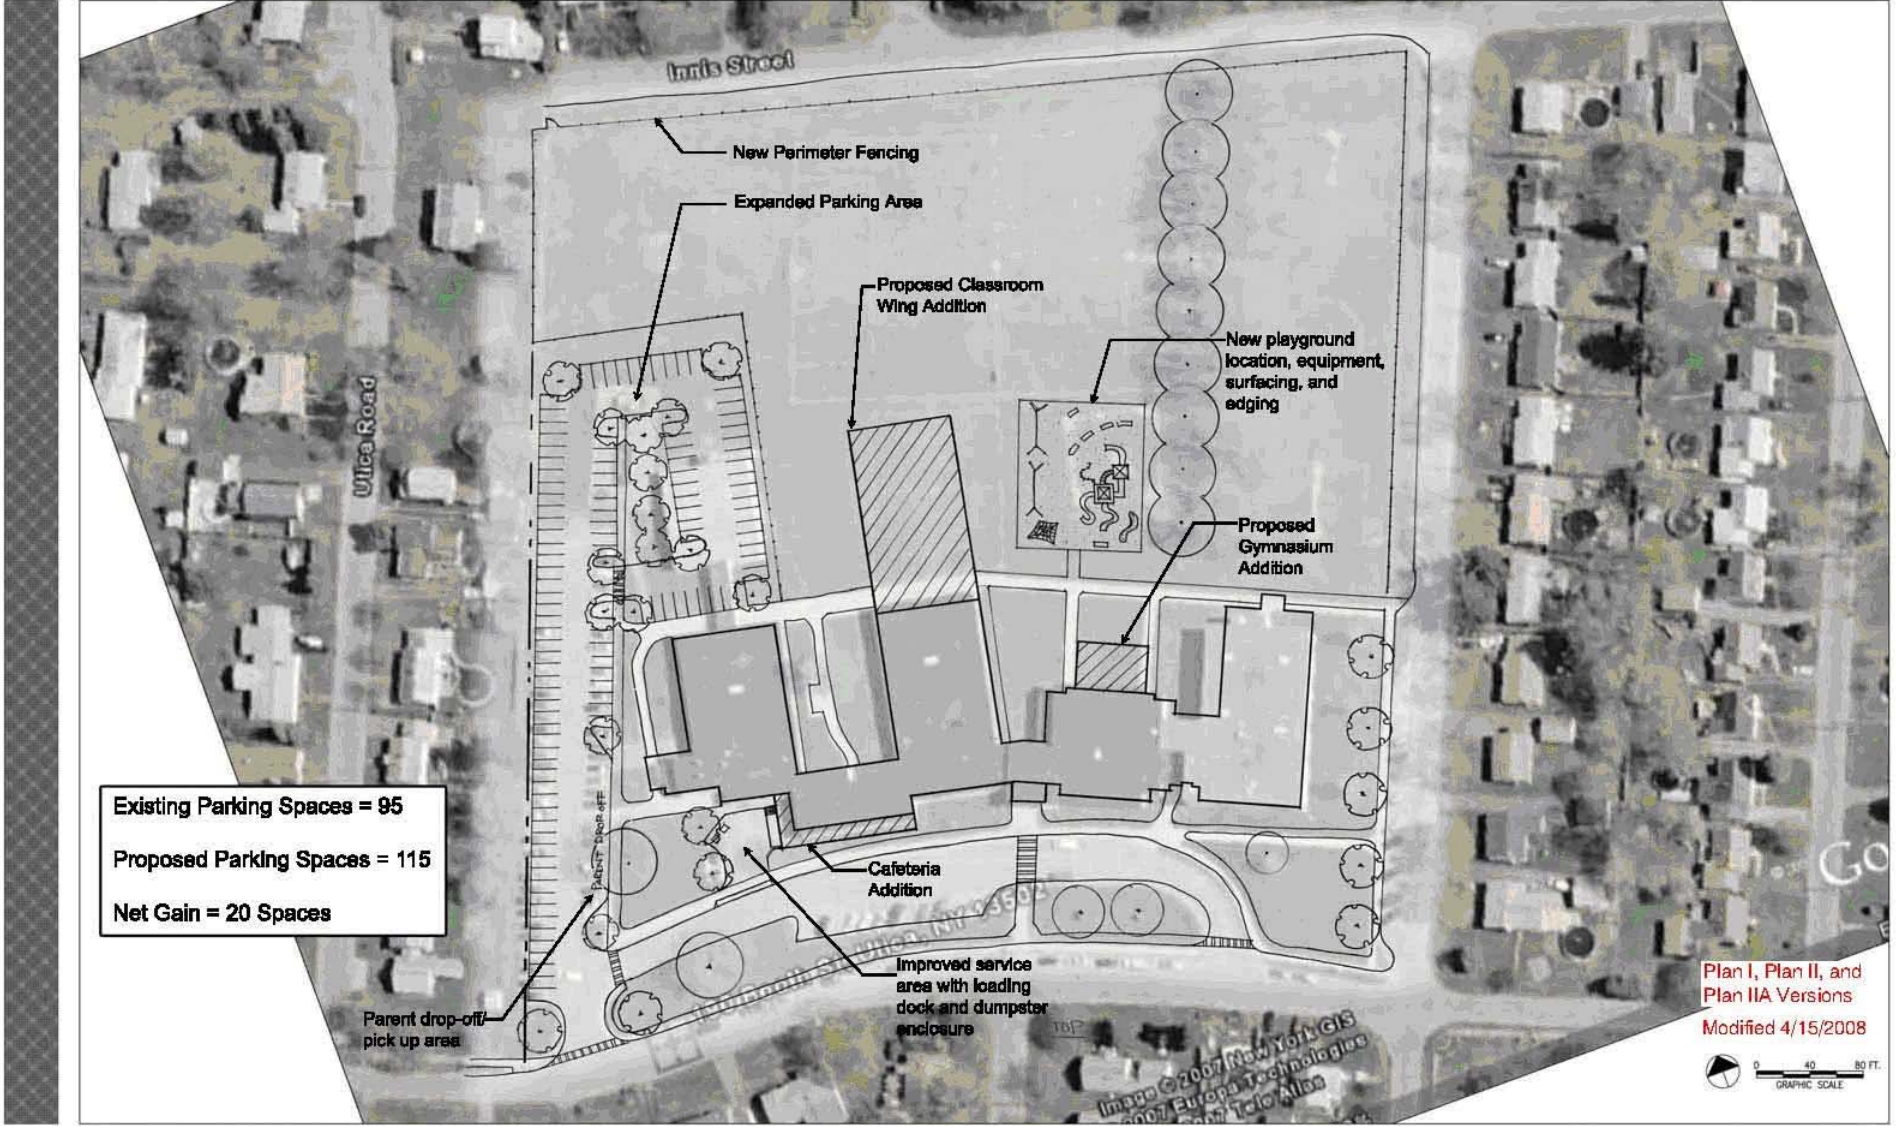 Innis Street
New Perimeter Fencing
Expanded Parking Area
Proposed Classroom
Wing Addition
New playground
location, equipment,
surfacing, and
edging
Utica Road
Proposed
Gymnasium
Addition
Existing Parking Spaces = 95
Proposed Parking Spaces = 115
Net Gain = 20 Spaces
PARENT DROP OFF
Cafeteria
Addition
Go
Utica, NY 13502
Improved service
area with loading
dock and dumpster
enclosure
Parent drop-off/
pick up area
Plan I, Plan II, and
Plan IIA Versions
Modified 4/15/2008
Image © 2007 New York GIS
2007 Europa Technologies
2007 Tele Atlas
0 40 80 FT.
GRAPHIC SCALE